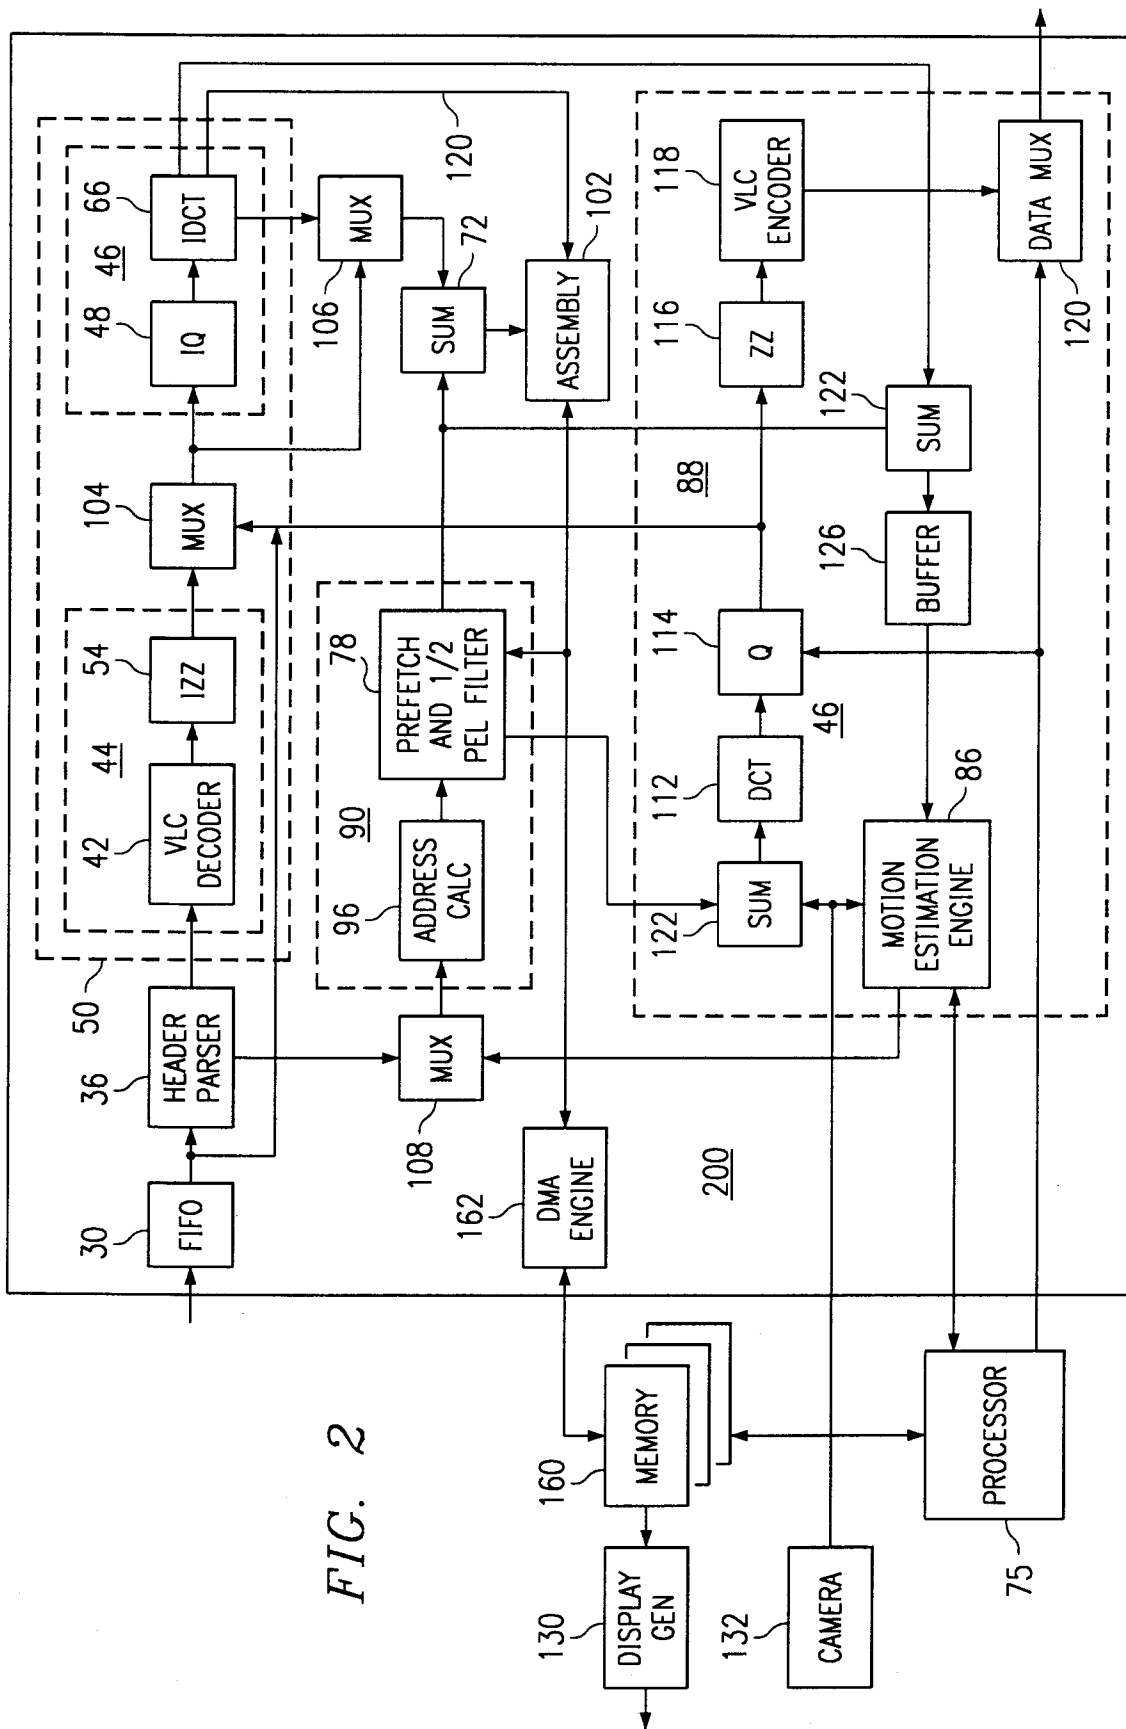 FIG. 2
30
FIFO
36
HEADER
PARSER
50
42
VLC
DECODER
44
54
IZZ
104
MUX
48
IQ
46
66
IDCT
106
MUX
72
SUM
120
102
ASSEMBLY
108
MUX
96
ADDRESS
CALC
90
78
PREFETCH
AND 1/2
PEL FILTER
162
DMA
ENGINE
200
88
122
SUM
112
DCT
46
114
Q
116
ZZ
118
VLC
ENCODER
86
MOTION
ESTIMATION
ENGINE
126
BUFFER
122
SUM
120
DATA MUX
130
DISPLAY
GEN
160
MEMORY
132
CAMERA
75
PROCESSOR